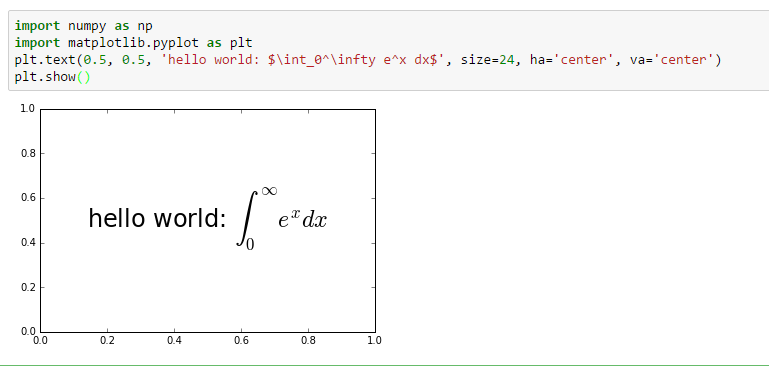 import numpy as np
import matplotlib.pyplot as plt
plt.text(0.5, 0.5, 'hello world: $\int_0^\infty e^x dx$', size=24, ha='center', va='center')
plt.show()
1.0
0.8
0.6
hello world: ∫₀^∞ eˣdx
0.4
0.2
0.0
0.0 0.2 0.4 0.6 0.8 1.0